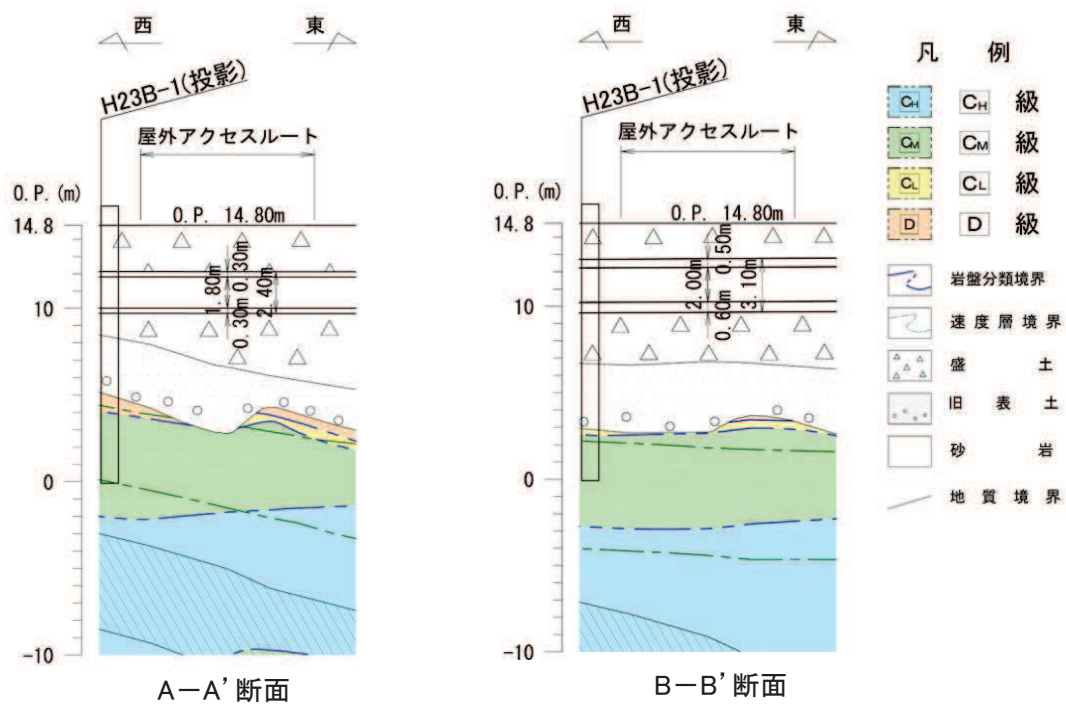 西 東
H23B-1(投影)
屋外アクセスルート
O.P.(m)
O.P. 14.80m
14.8
0.30m
1.80m
2.40m
0.30m
10
0
-10
A-A'断面
西 東
H23B-1(投影)
屋外アクセスルート
O.P.(m)
O.P. 14.80m
14.8
0.50m
2.00m
3.10m
0.60m
10
0
-10
B-B'断面
凡 例
CH CH 級
CM CM 級
CL CL 級
D D 級
岩盤分類境界
速度層境界
盛 土
旧 表 土
砂 岩
地質境界